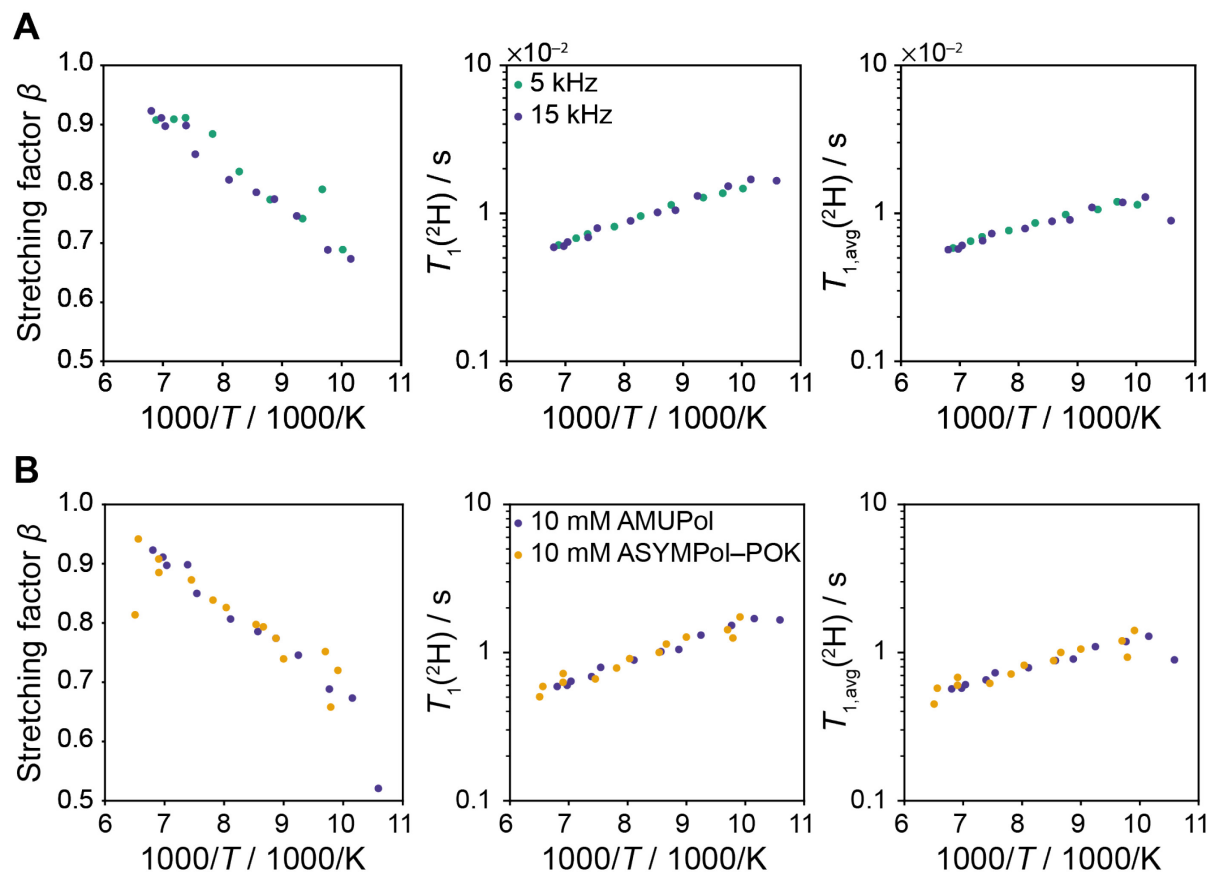 A
Stretching factor β
1.0
0.9
0.8
0.7
0.6
0.5
6 7 8 9 10 11
1000/T / 1000/K
T₁(²H) / s
×10⁻²
10
1
0.1
5 kHz
15 kHz
6 7 8 9 10 11
1000/T / 1000/K
T₁,avg(²H) / s
×10⁻²
10
1
0.1
6 7 8 9 10 11
1000/T / 1000/K
B
Stretching factor β
1.0
0.9
0.8
0.7
0.6
0.5
6 7 8 9 10 11
1000/T / 1000/K
T₁(²H) / s
10
1
0.1
10 mM AMUPol
10 mM ASYMPol–POK
6 7 8 9 10 11
1000/T / 1000/K
T₁,avg(²H) / s
10
1
0.1
6 7 8 9 10 11
1000/T / 1000/K